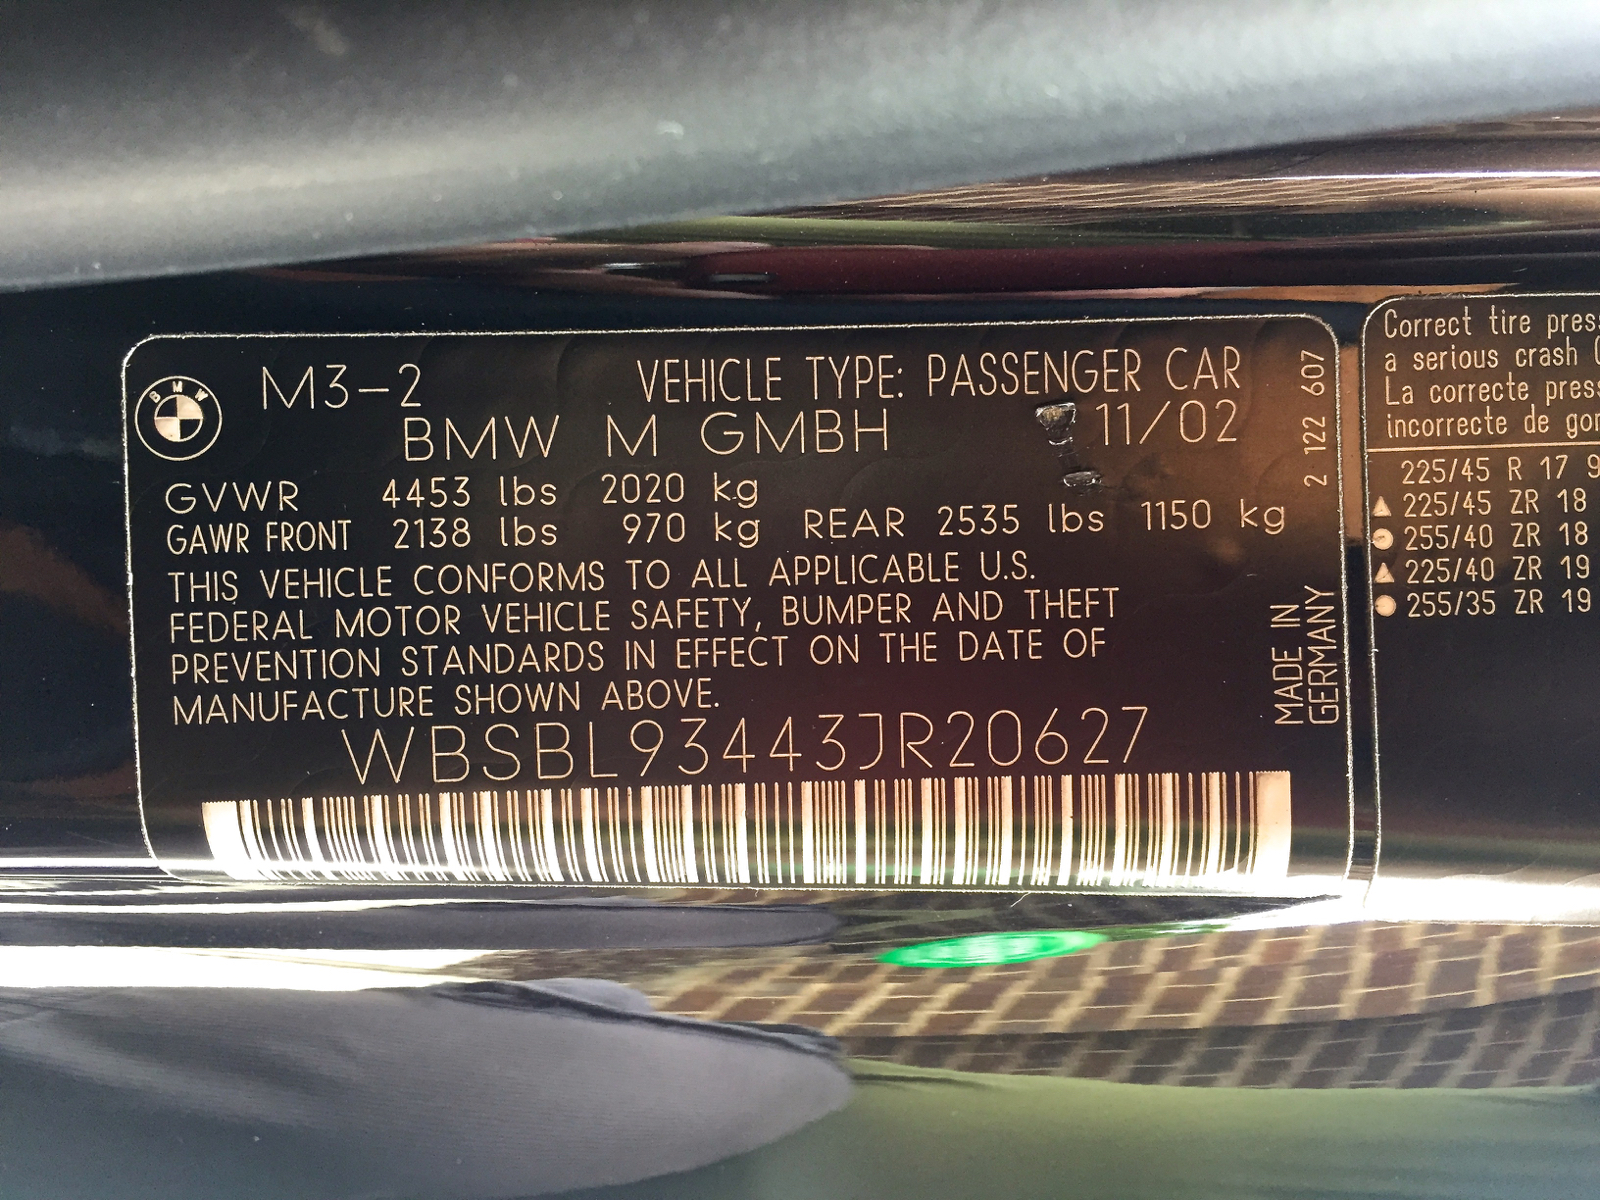 BMW
M3-2 VEHICLE TYPE: PASSENGER CAR
BMW M GMBH 11/02
GVWR 4453 lbs 2020 kg
GAWR FRONT 2138 lbs 970 kg REAR 2535 lbs 1150 kg
THIS VEHICLE CONFORMS TO ALL APPLICABLE U.S.
FEDERAL MOTOR VEHICLE SAFETY, BUMPER AND THEFT
PREVENTION STANDARDS IN EFFECT ON THE DATE OF
MANUFACTURE SHOWN ABOVE.
WBSBL93443JR20627
2 122 607
MADE IN
GERMANY
Correct tire press
a serious crash (
La correcte press
incorrecte de gon
225/45 R 17 9
225/45 ZR 18
255/40 ZR 18
225/40 ZR 19
255/35 ZR 19